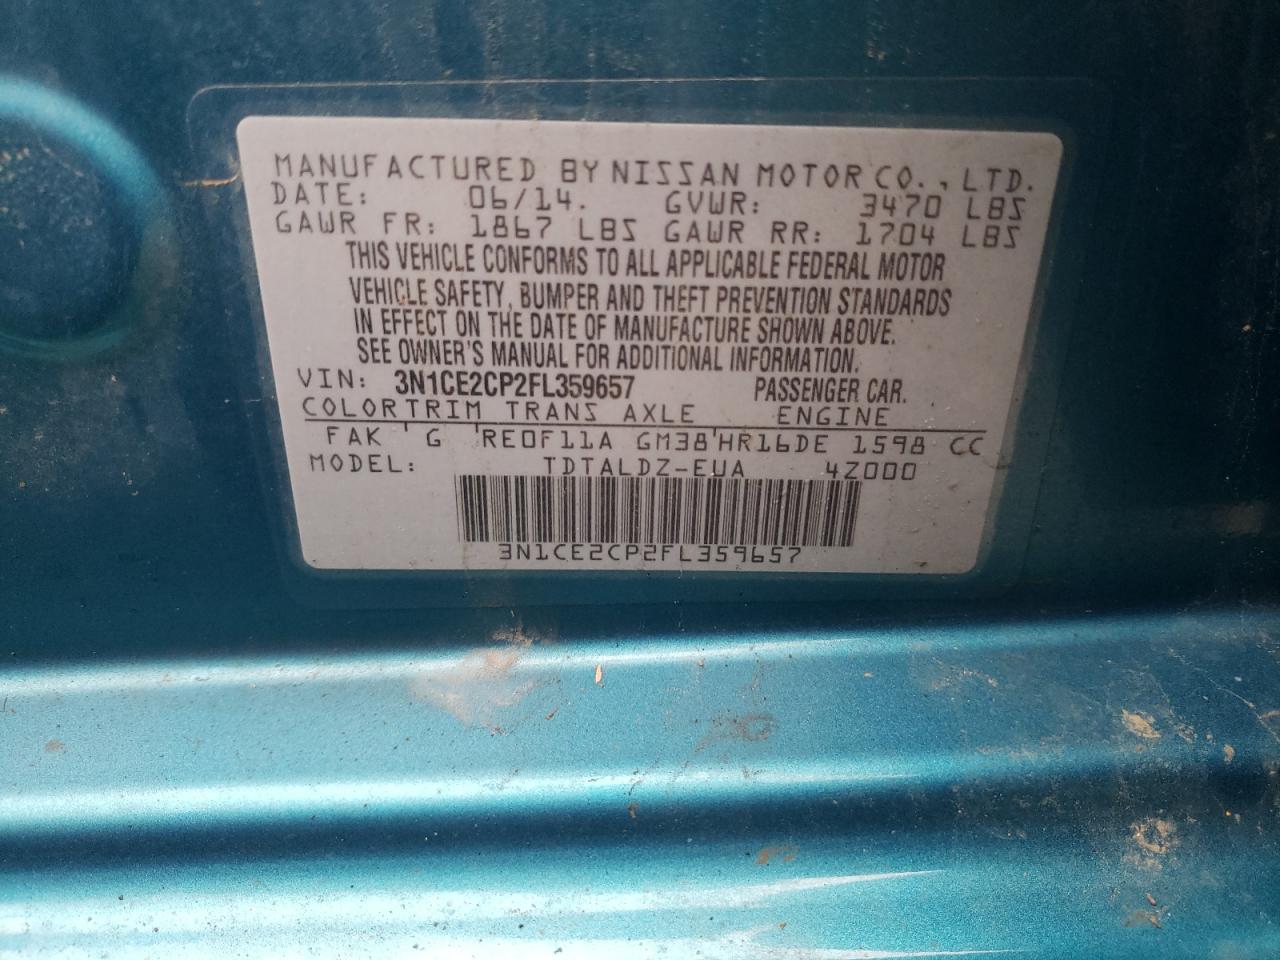 MANUFACTURED BY NISSAN MOTOR CO., LTD.
DATE: 06/14. GVWR: 3470 LBS
GAWR FR: 1867 LBS GAWR RR: 1704 LBS
THIS VEHICLE CONFORMS TO ALL APPLICABLE FEDERAL MOTOR
VEHICLE SAFETY, BUMPER AND THEFT PREVENTION STANDARDS
IN EFFECT ON THE DATE OF MANUFACTURE SHOWN ABOVE.
SEE OWNER'S MANUAL FOR ADDITIONAL INFORMATION.
VIN: 3N1CE2CP2FL359657 PASSENGER CAR.
COLORTRIM TRANS AXLE ENGINE
FAK G RE0F11A GM38 HR16DE 1598 CC
MODEL: TDTALDZ-EUA 4Z000
3N1CE2CP2FL359657